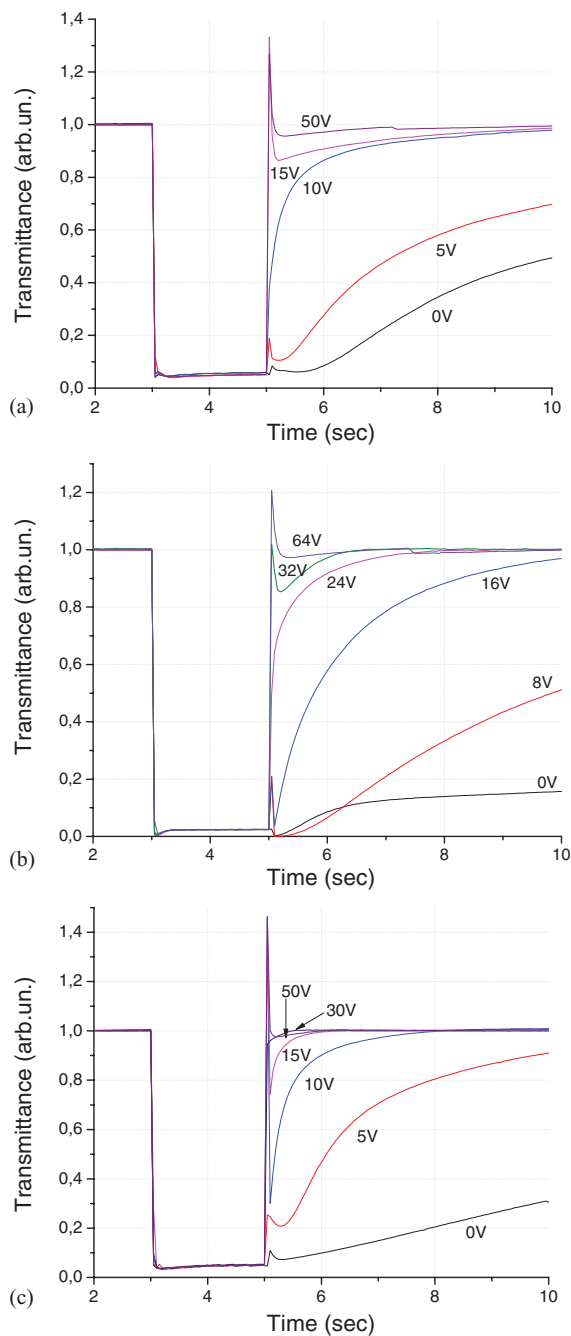 1,4
1,2
1,0
0,8
0,6
0,4
0,2
0,0
Transmittance (arb.un.)
50V
15V
10V
5V
0V
2 4 6 8 10
Time (sec)
(a)
1,2
1,0
0,8
0,6
0,4
0,2
0,0
Transmittance (arb.un.)
64V
32V
24V
16V
8V
0V
2 4 6 8 10
Time (sec)
(b)
1,4
1,2
1,0
0,8
0,6
0,4
0,2
0,0
Transmittance (arb.un.)
50V
30V
15V
10V
5V
0V
2 4 6 8 10
Time (sec)
(c)